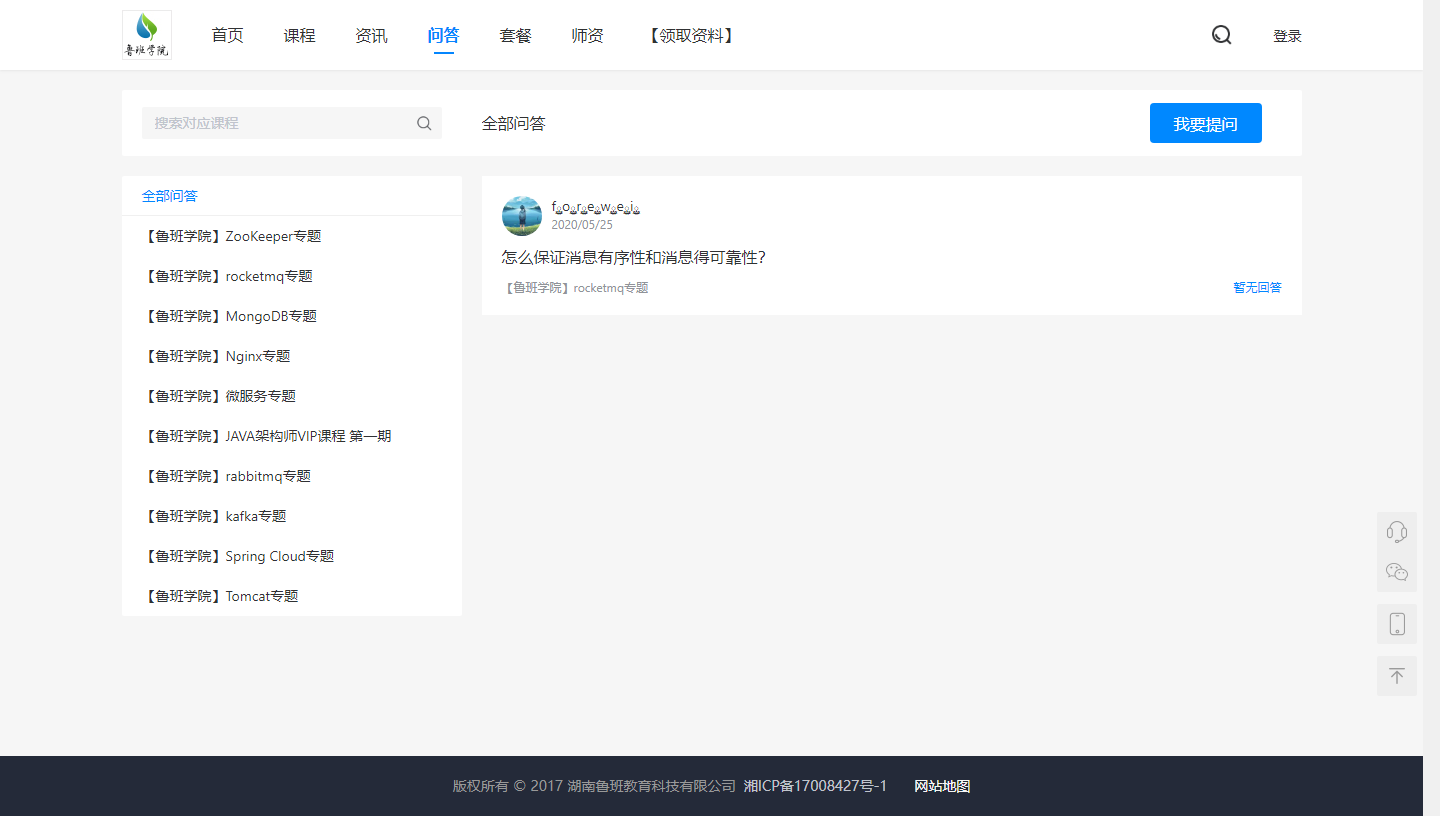 鲁班学院
首页 课程 资讯 问答 套餐 师资 【领取资料】 登录
搜索对应课程 全部问答 我要提问
全部问答
【鲁班学院】ZooKeeper专题
【鲁班学院】rocketmq专题
【鲁班学院】MongoDB专题
【鲁班学院】Nginx专题
【鲁班学院】微服务专题
【鲁班学院】JAVA架构师VIP课程 第一期
【鲁班学院】rabbitmq专题
【鲁班学院】kafka专题
【鲁班学院】Spring Cloud专题
【鲁班学院】Tomcat专题
forewei
2020/05/25
怎么保证消息有序性和消息得可靠性？
【鲁班学院】rocketmq专题 暂无回答
版权所有 © 2017 湖南鲁班教育科技有限公司 湘ICP备17008427号-1 网站地图